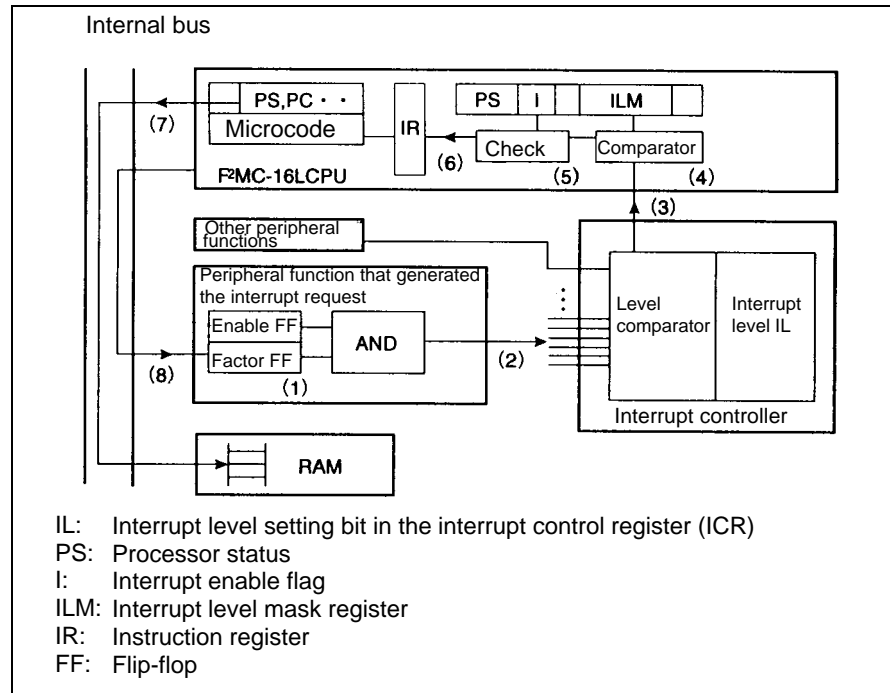 Internal bus
PS,PC・・
Microcode
IR
PS
I
ILM
Check
Comparator
(7)
(6)
(5)
(4)
F²MC-16LCPU
(3)
Other peripheral
functions
Peripheral function that generated
the interrupt request
Enable FF
Factor FF
AND
(1)
(2)
(8)
Level
comparator
Interrupt
level IL
Interrupt controller
RAM
IL: Interrupt level setting bit in the interrupt control register (ICR)
PS: Processor status
I: Interrupt enable flag
ILM: Interrupt level mask register
IR: Instruction register
FF: Flip-flop